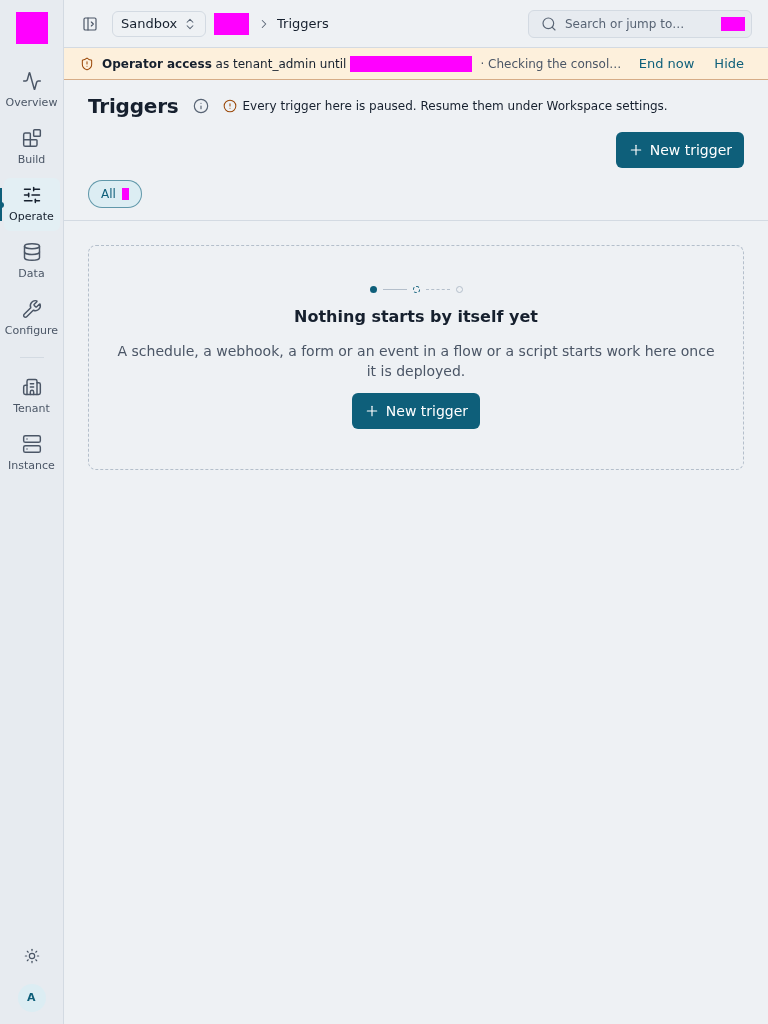 Sandbox
Triggers
Search or jump to…
Operator access as tenant_admin until
· Checking the consol…
End now
Hide
Overview
Build
Operate
Data
Configure
Tenant
Instance
A
Triggers
Every trigger here is paused. Resume them under Workspace settings.
New trigger
All
Nothing starts by itself yet
A schedule, a webhook, a form or an event in a flow or a script starts work here once
it is deployed.
New trigger